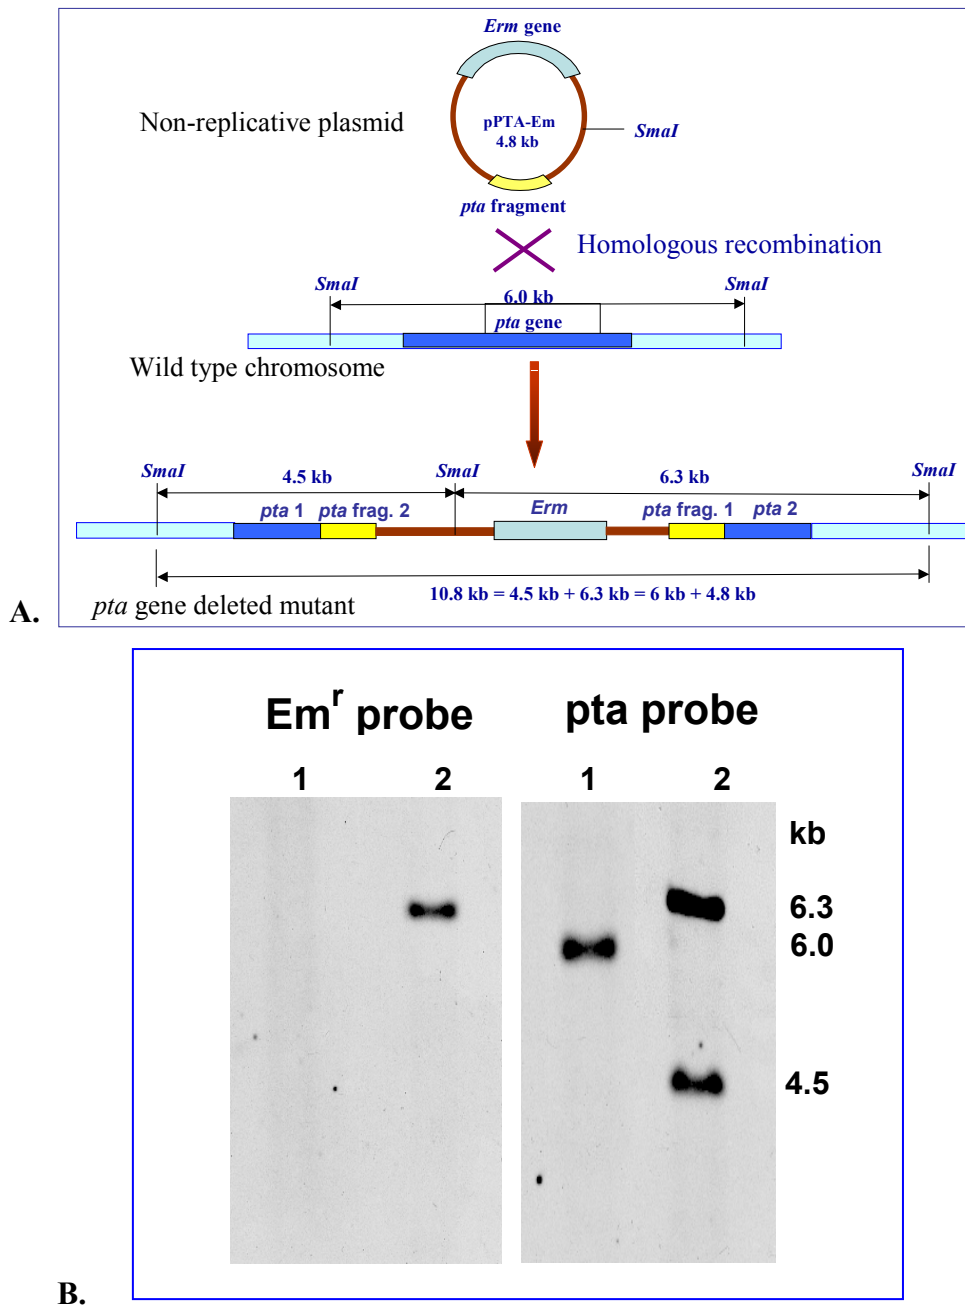 Erm gene
Non-replicative plasmid
pPTA-Em
4.8 kb
SmaI
pta fragment
Homologous recombination
SmaI
6.0 kb
SmaI
pta gene
Wild type chromosome
SmaI
4.5 kb
SmaI
6.3 kb
SmaI
pta 1
pta frag. 2
Erm
pta frag. 1
pta 2
10.8 kb = 4.5 kb + 6.3 kb = 6 kb + 4.8 kb
pta gene deleted mutant
A.
Em^r probe
pta probe
1 2
1 2
kb
6.3
6.0
4.5
B.